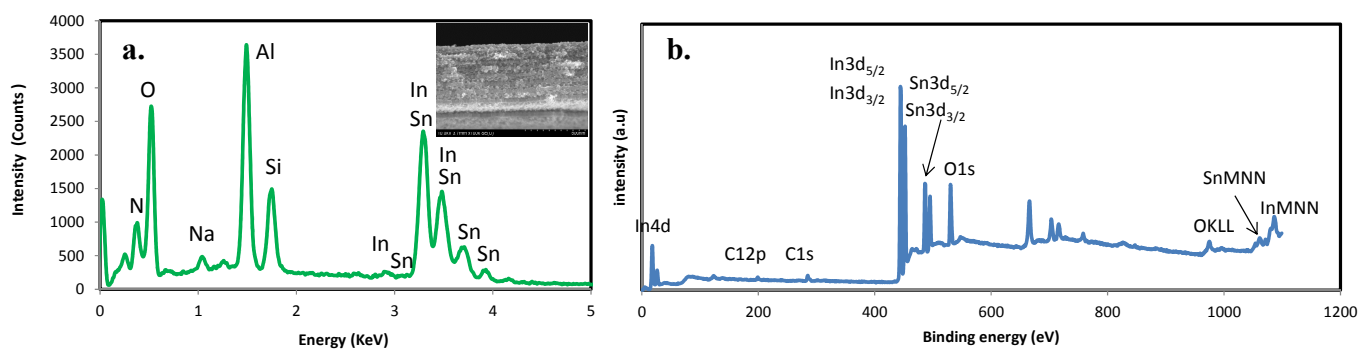 a.
Intensity (Counts)
4000
3500
3000
2500
2000
1500
1000
500
0
N
O
Na
Al
Si
In
Sn
In
Sn
In
Sn
Sn
Sn
0
1
2
3
4
5
Energy (KeV)
b.
intensity (a.u)
In4d
C12p
C1s
In3d5/2
In3d3/2
Sn3d5/2
Sn3d3/2
O1s
OKLL
SnMNN
InMNN
0
200
400
600
800
1000
1200
Binding energy (eV)